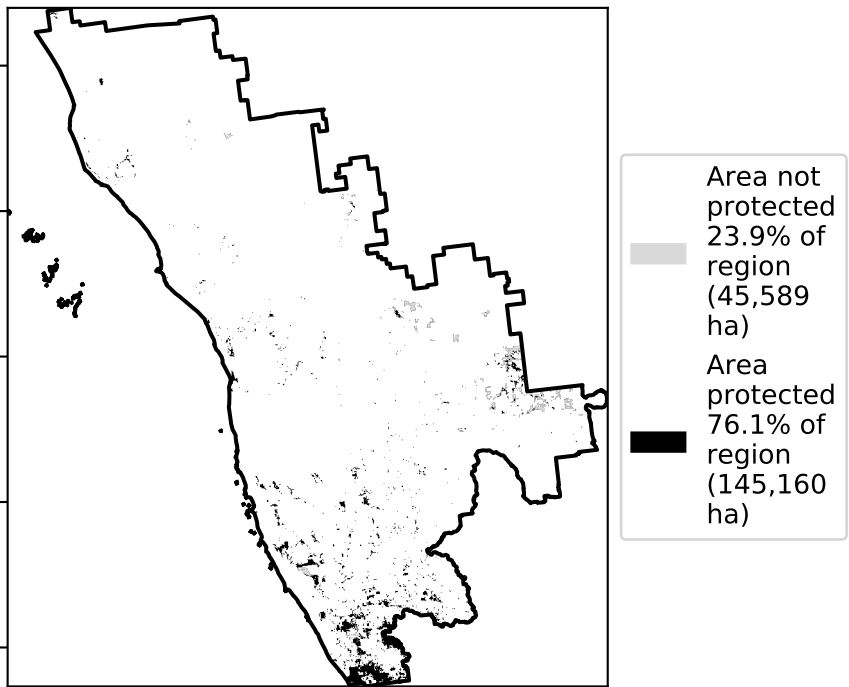 Area not
protected
23.9% of
region
(45,589
ha)
Area
protected
76.1% of
region
(145,160
ha)